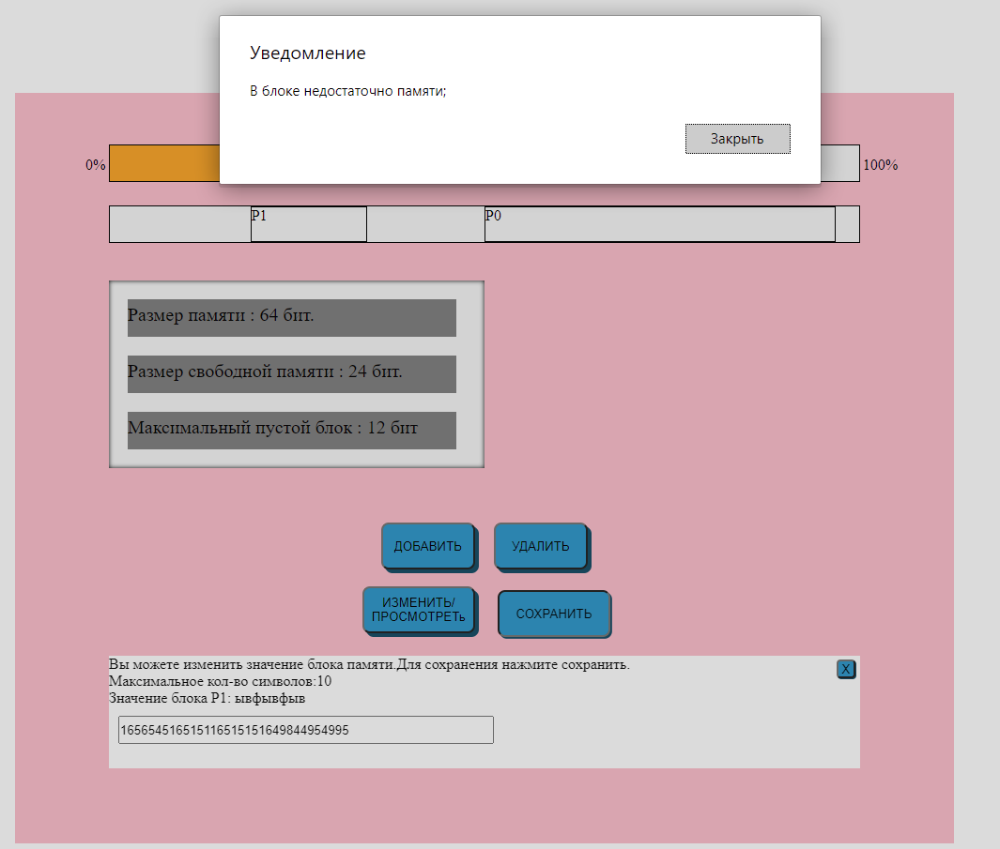 Уведомление
В блоке недостаточно памяти;
Закрыть
0%
100%
P1
P0
Размер памяти : 64 бит.
Размер свободной памяти : 24 бит.
Максимальный пустой блок : 12 бит
ДОБАВИТЬ
УДАЛИТЬ
ИЗМЕНИТЬ/
ПРОСМОТРЕТЬ
СОХРАНИТЬ
Вы можете изменить значение блока памяти.Для сохранения нажмите сохранить.
X
Максимальное кол-во символов:10
Значение блока P1: ывфывфыв
165654516515116515151649844954995